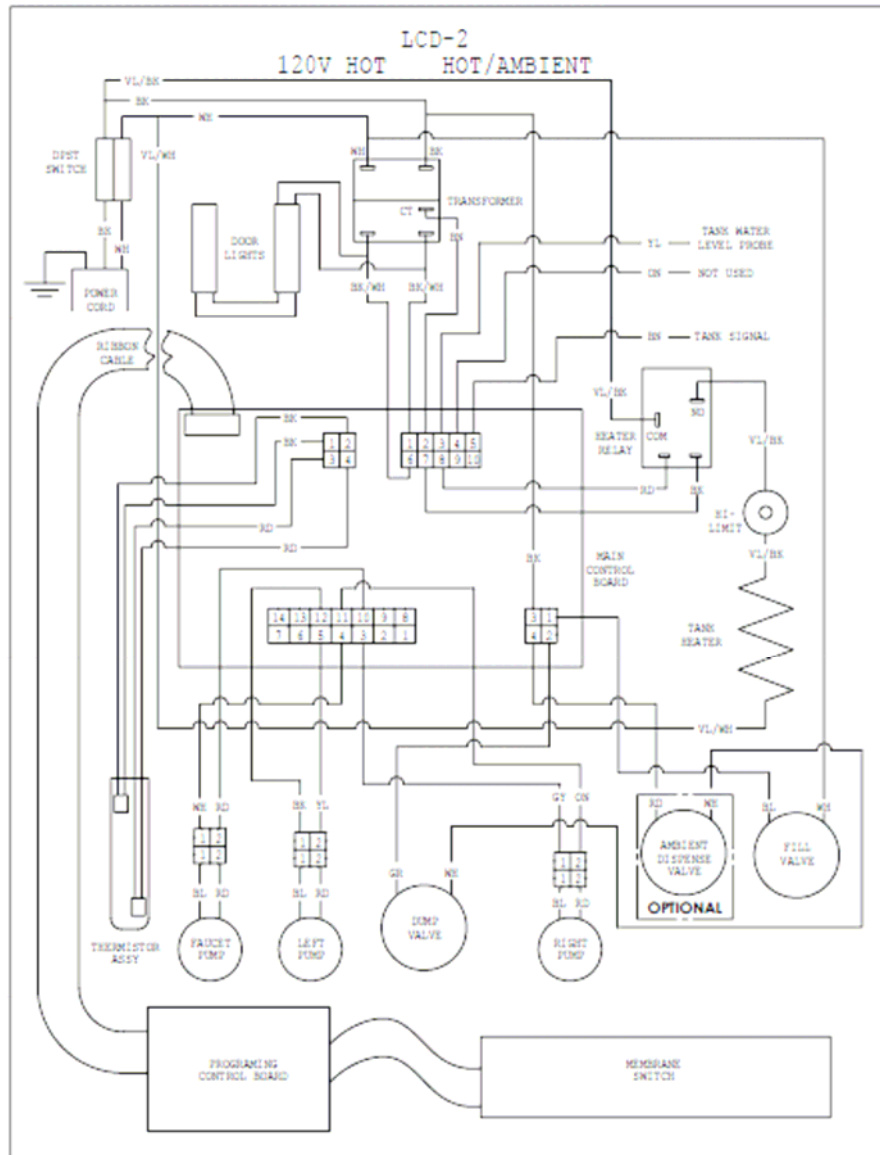 LCD-2
120V HOT HOT/AMBIENT
VL/BK
BK
WH
DPST
SWITCH
VL/WH
WH
BK
TRANSFORMER
CT
BN
BK
WH
DOOR
LIGHTS
POWER
CORD
BK/WH
BK/WH
YL
TANK WATER
LEVEL PROBE
NOT USED
BN
TANK SIGNAL
RIBBON
CABLE
VL/BK
NO
COM
HEATER
RELAY
VL/BK
RD
BK
HI-
LIMIT
VL/BK
BK
BK
RD
RD
1 2
3 4
1 2 3 4 5
6 7 8 9 10
BK
MAIN
CONTROL
BOARD
TANK
HEATER
14 13 12 11 10 9 8
7 6 5 4 3 2 1
3 1
4 2
VL/WH
WH RD
BK YL
GY
RD WH
BL WH
1 2
1 2
1 2
1 2
1 2
1 2
BL RD
BL RD
GR WH
BL RD
AMBIENT
DISPENSE
VALVE
OPTIONAL
FILL
VALVE
THERMISTOR
ASSY
FAUCET
PUMP
LEFT
PUMP
DUMP
VALVE
RIGHT
PUMP
PROGRAMING
CONTROL BOARD
MEMBRANE
SWITCH